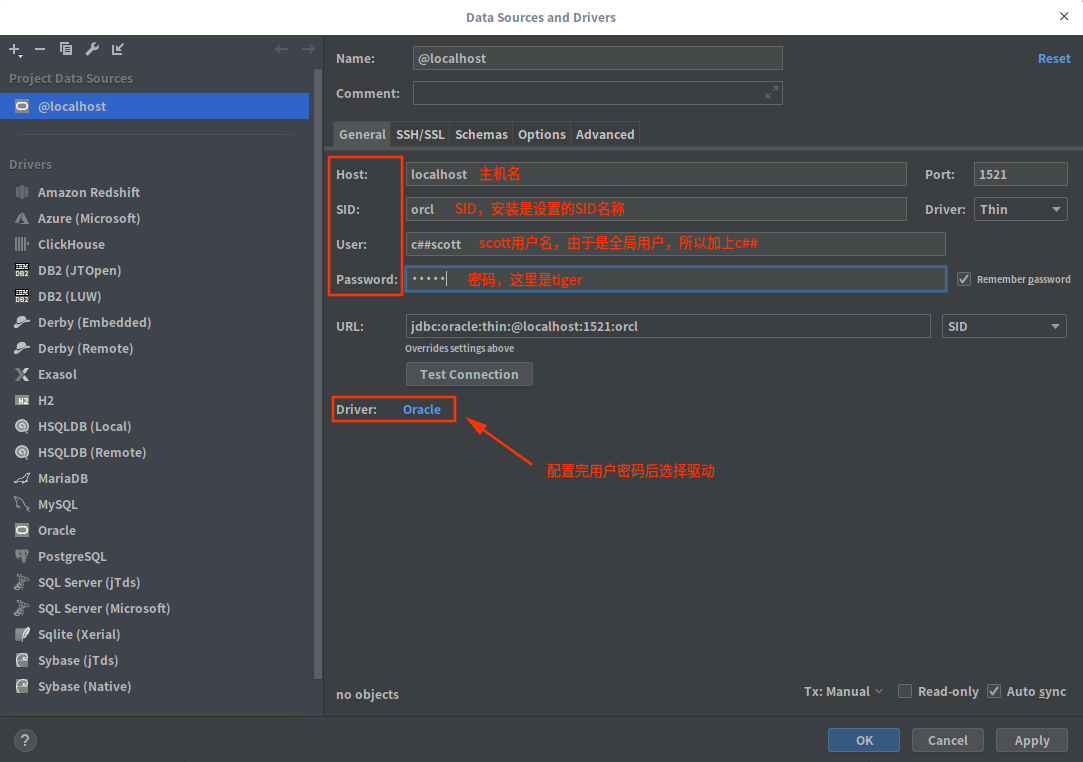 Data Sources and Drivers
Project Data Sources
@localhost
Drivers
Amazon Redshift
Azure (Microsoft)
ClickHouse
DB2 (JTOpen)
DB2 (LUW)
Derby (Embedded)
Derby (Remote)
Exasol
H2
HSQLDB (Local)
HSQLDB (Remote)
MariaDB
MySQL
Oracle
PostgreSQL
SQL Server (jTds)
SQL Server (Microsoft)
Sqlite (Xerial)
Sybase (jTds)
Sybase (Native)
Name: @localhost Reset
Comment:
General SSH/SSL Schemas Options Advanced
Host: localhost 主机名 Port: 1521
SID: orcl SID，安装是设置的SID名称 Driver: Thin
User: c##scott scott用户名，由于是全局用户，所以加上c##
Password: ••••• 密码，这里是tiger Remember password
URL: jdbc:oracle:thin:@localhost:1521:orcl SID
Overrides settings above
Test Connection
Driver: Oracle
配置完用户密码后选择驱动
no objects Tx: Manual Read-only Auto sync
? OK Cancel Apply